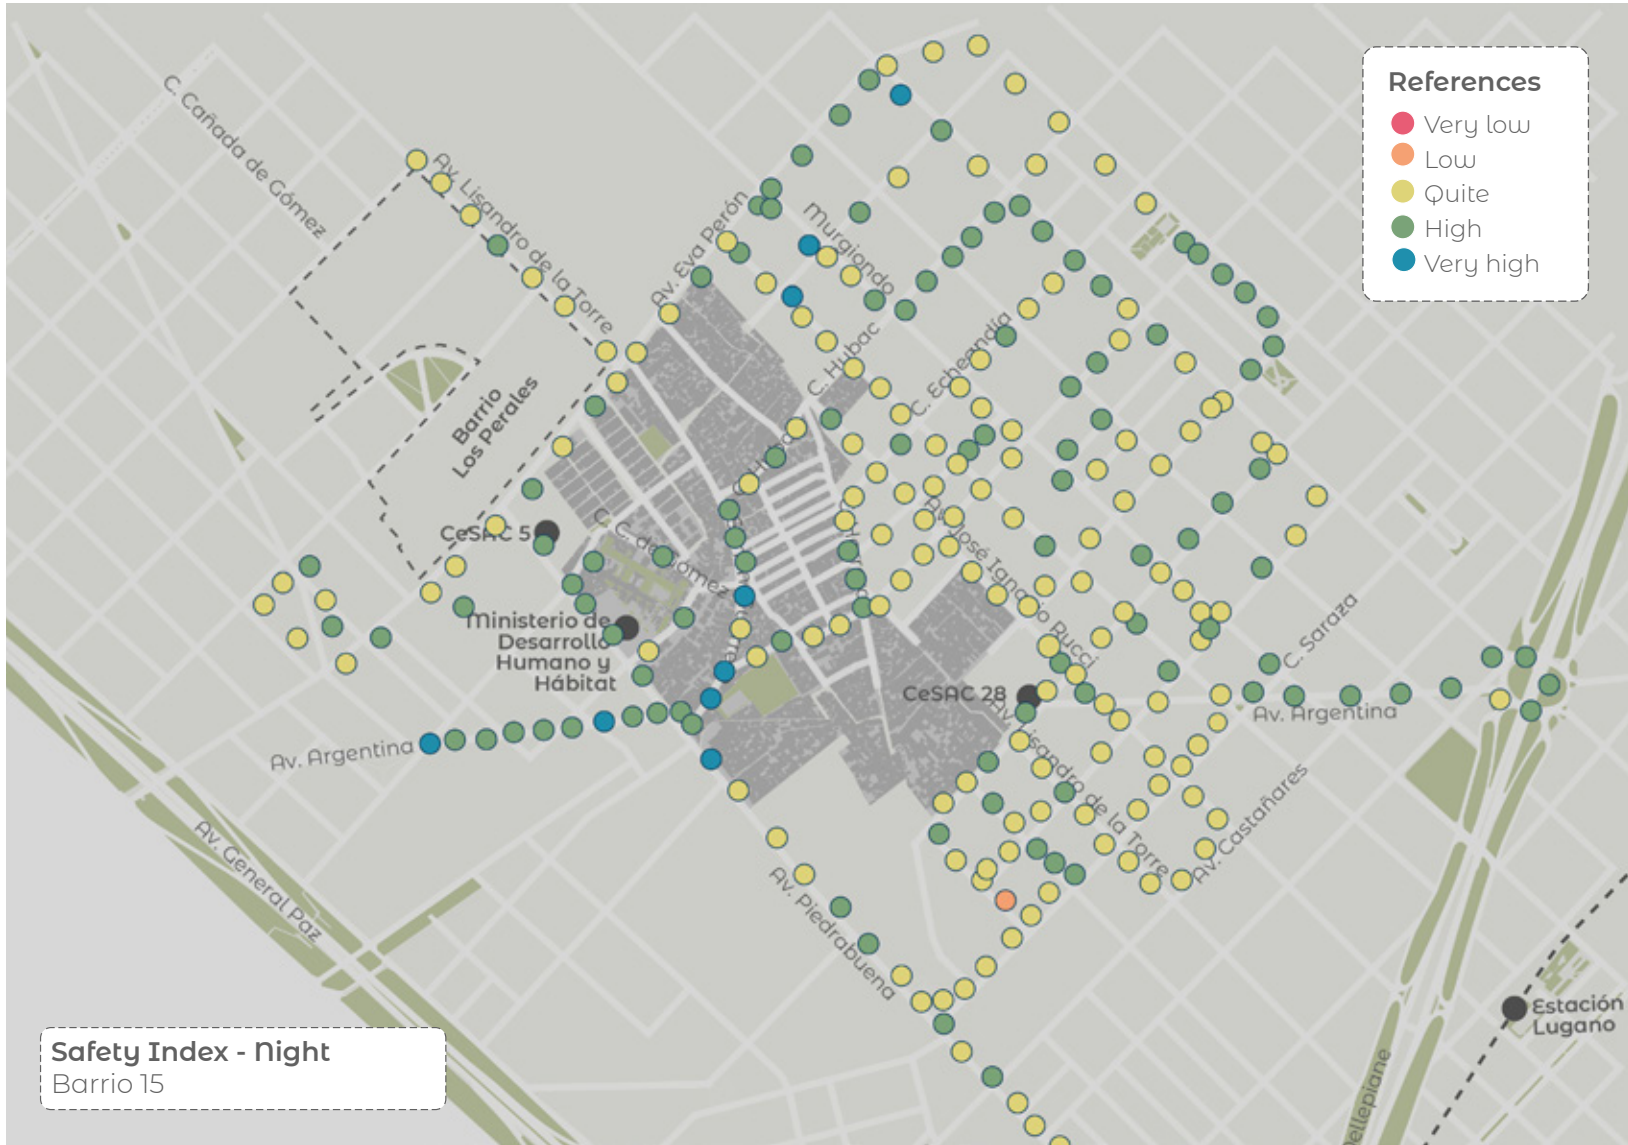 References
Very low
Low
Quite
High
Very high
C. Cañada de Gómez
Av. Lisandro de la Torre
Av. Eva Perón
Murgiondo
C. Hubac
C. Echeandía
Barrio
Los Perales
CeSAC 5
C. C. de Gómez
Av. José Ignacio Rucci
Ministerio de
Desarrollo
Humano y
Hábitat
C. Saraza
CeSAC 28
Av. Argentina
Av. Argentina
Av. Lisandro de la Torre
Av. Castañares
Av. General Paz
Av. Piedrabuena
Estación
Lugano
Dellepiane
Safety Index - Night
Barrio 15